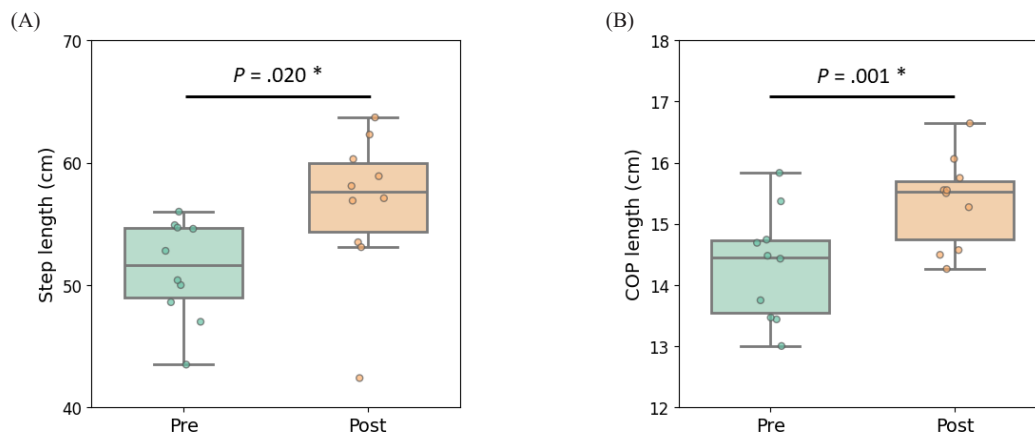 (A)
70
60
50
40
Step length (cm)
P = .020 *
Pre
Post
(B)
18
17
16
15
14
13
12
COP length (cm)
P = .001 *
Pre
Post